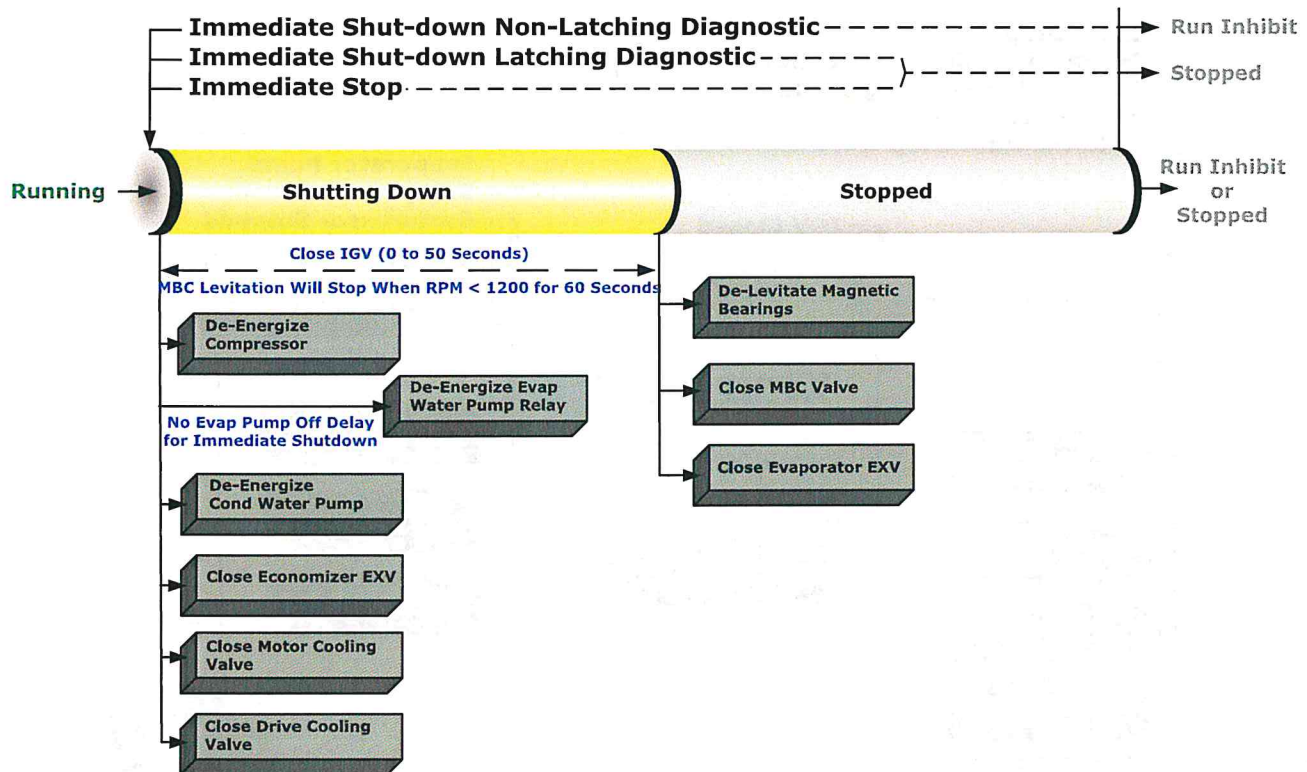 Immediate Shut-down Non-Latching Diagnostic
Run Inhibit
Immediate Shut-down Latching Diagnostic
Stopped
Immediate Stop
Running
Shutting Down
Stopped
Run Inhibit
or
Stopped
Close IGV (0 to 50 Seconds)
MBC Levitation Will Stop When RPM < 1200 for 60 Seconds
De-Energize
Compressor
De-Energize Evap
Water Pump Relay
No Evap Pump Off Delay
for Immediate Shutdown
De-Energize
Cond Water Pump
Close Economizer EXV
Close Motor Cooling
Valve
Close Drive Cooling
Valve
De-Levitate Magnetic
Bearings
Close MBC Valve
Close Evaporator EXV